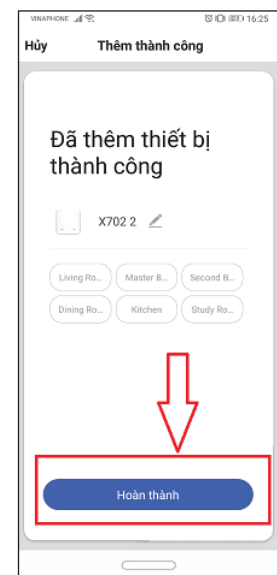 VINAPHONE 16:25
Hủy Thêm thành công
Đã thêm thiết bị
thành công
X702 2
Living Ro... Master B... Second B...
Dining Ro... Kitchen Study Ro...
Hoàn thành